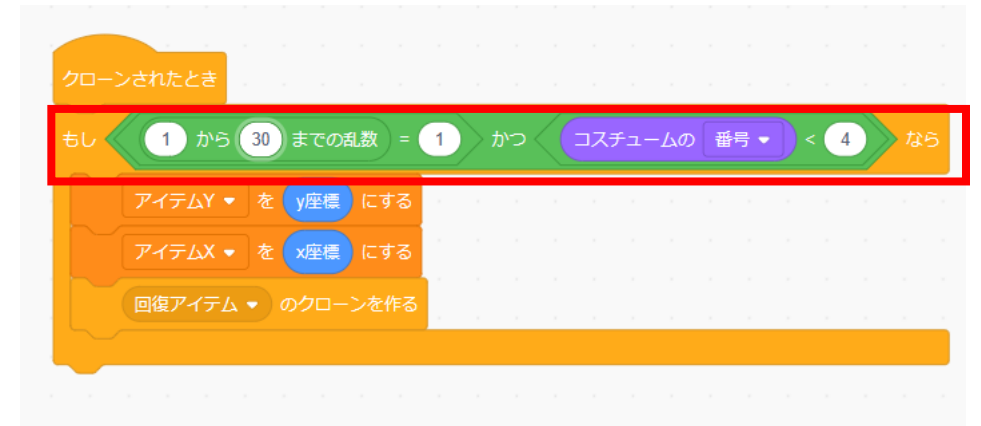 クローンされたとき
もし 1 から 30 までの乱数 = 1 かつ コスチュームの 番号 < 4 なら
アイテムY を y座標 にする
アイテムX を x座標 にする
回復アイテム のクローンを作る